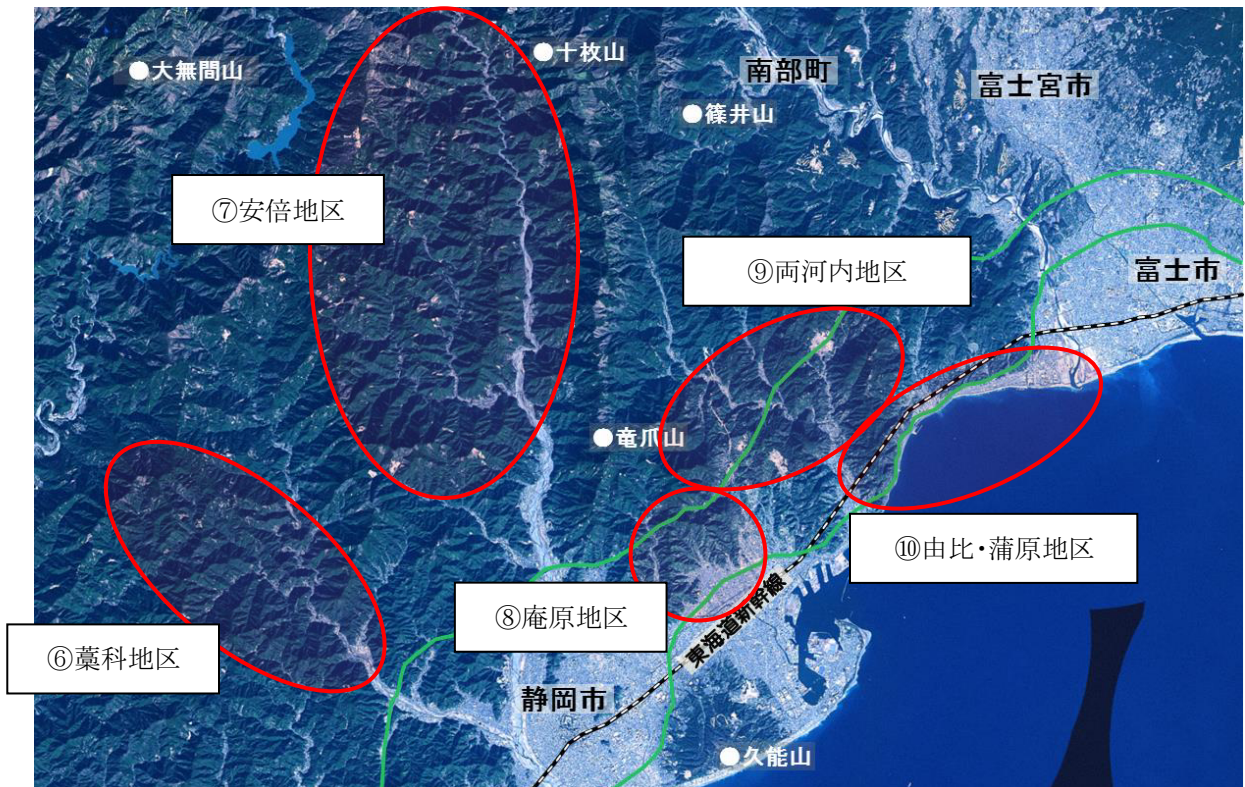 ●十枚山
●大無間山
南部町
富士宮市
●篠井山
⑦安倍地区
⑨両河内地区
富士市
●竜爪山
⑩由比・蒲原地区
⑧庵原地区
東海道新幹線
⑥藁科地区
静岡市
●久能山